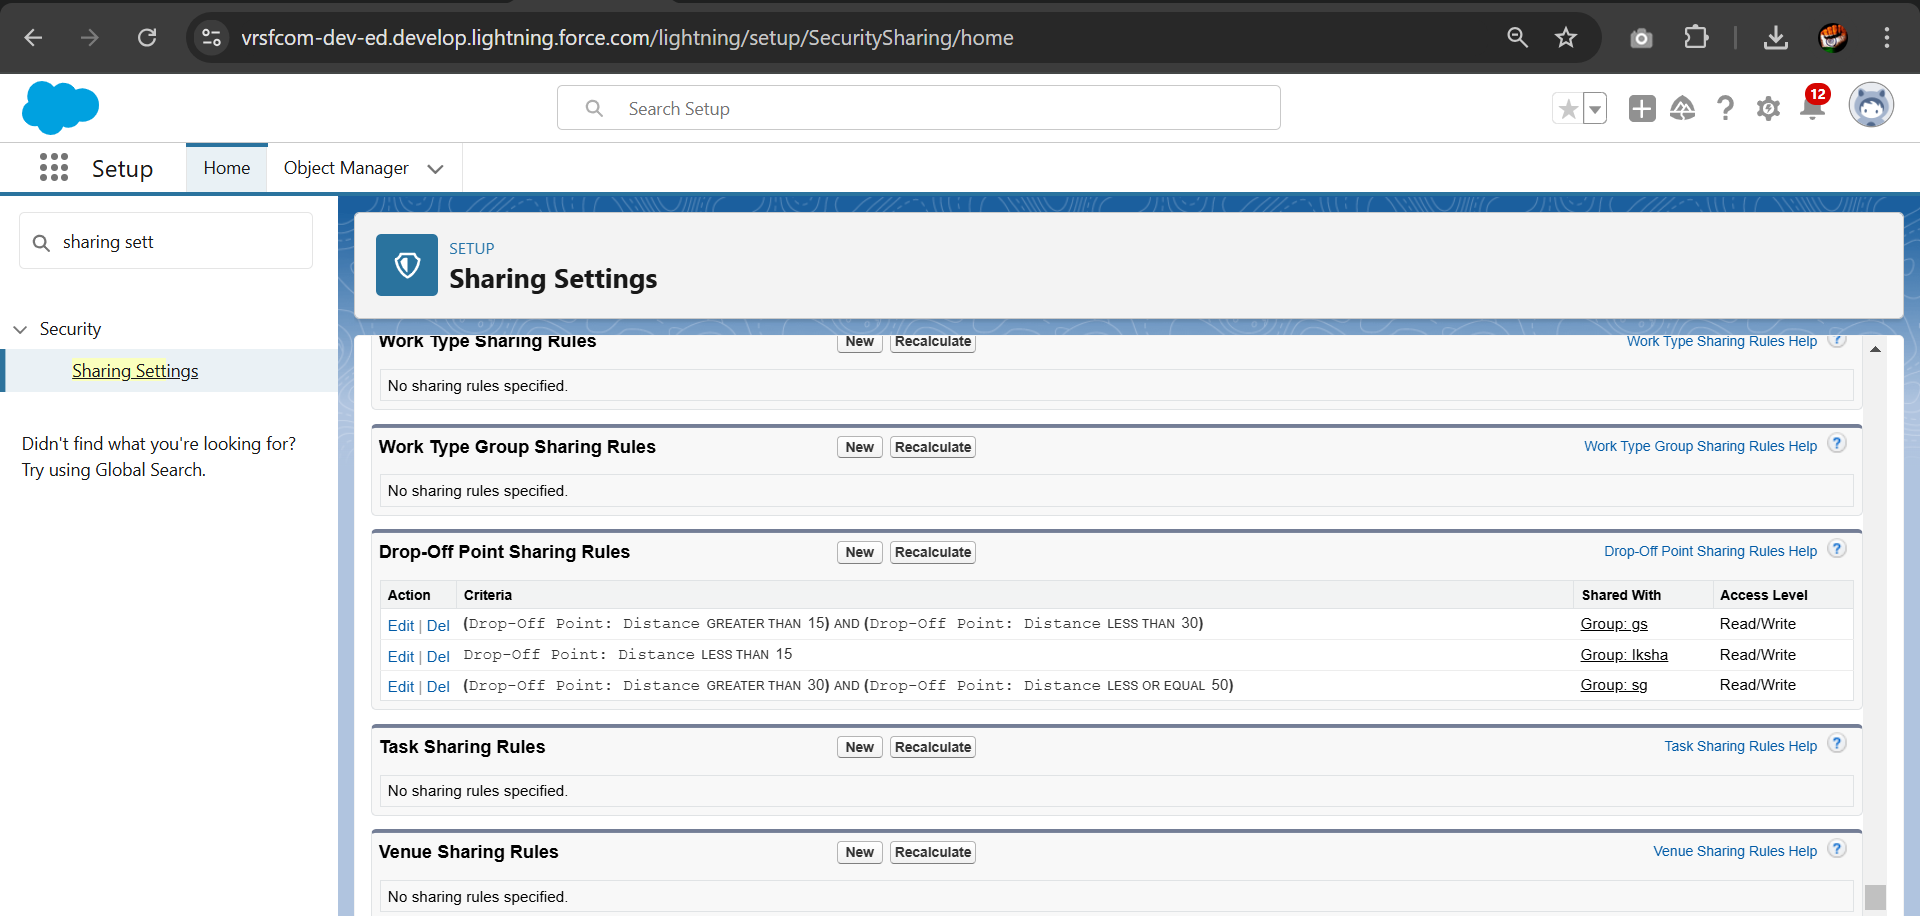 vrsfcom-dev-ed.develop.lightning.force.com/lightning/setup/SecuritySharing/home
Search Setup
12
Setup
Home
Object Manager
sharing sett
Security
Sharing Settings
Didn't find what you're looking for?
Try using Global Search.
SETUP
Sharing Settings
Work Type Sharing Rules New Recalculate Work Type Sharing Rules Help ?
No sharing rules specified.
Work Type Group Sharing Rules New Recalculate Work Type Group Sharing Rules Help ?
No sharing rules specified.
Drop-Off Point Sharing Rules New Recalculate Drop-Off Point Sharing Rules Help ?
Action Criteria Shared With Access Level
Edit | Del (Drop-Off Point: Distance GREATER THAN 15) AND (Drop-Off Point: Distance LESS THAN 30) Group: gs Read/Write
Edit | Del Drop-Off Point: Distance LESS THAN 15 Group: lksha Read/Write
Edit | Del (Drop-Off Point: Distance GREATER THAN 30) AND (Drop-Off Point: Distance LESS OR EQUAL 50) Group: sg Read/Write
Task Sharing Rules New Recalculate Task Sharing Rules Help ?
No sharing rules specified.
Venue Sharing Rules New Recalculate Venue Sharing Rules Help ?
No sharing rules specified.